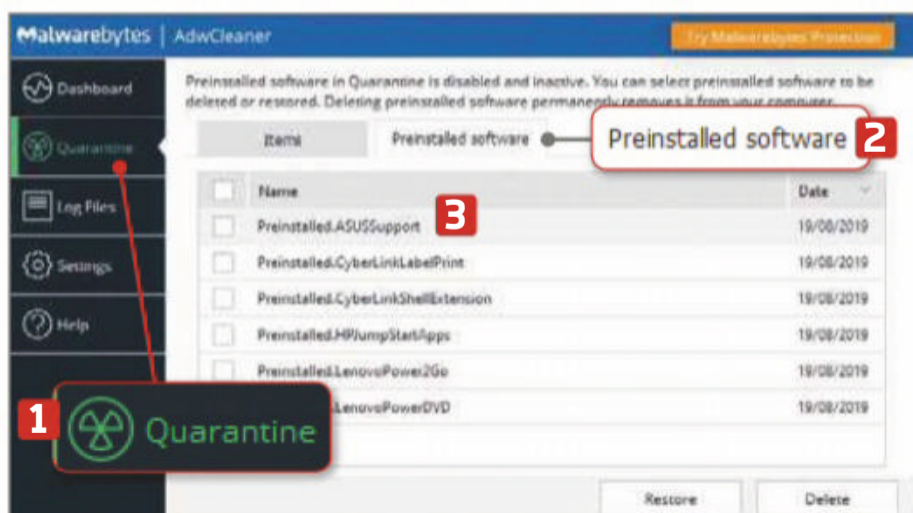 Malwarebytes | AdwCleaner
Try Malwarebytes Protection
Dashboard
Quarantine
Log Files
Settings
Help
Preinstalled software in Quarantine is disabled and inactive. You can select preinstalled software to be
deleted or restored. Deleting preinstalled software permanently removes it from your computer.
Items
Preinstalled software
Preinstalled software 2
Name
Date
Preinstalled.ASUSSupport
3
19/08/2019
Preinstalled.CyberLinkLabelPrint
19/08/2019
Preinstalled.CyberLinkShellExtension
19/08/2019
Preinstalled.HPJumpStartApps
19/08/2019
Preinstalled.LenovoPower2Go
19/08/2019
LenovoPowerDVD
19/08/2019
1
Quarantine
Restore
Delete